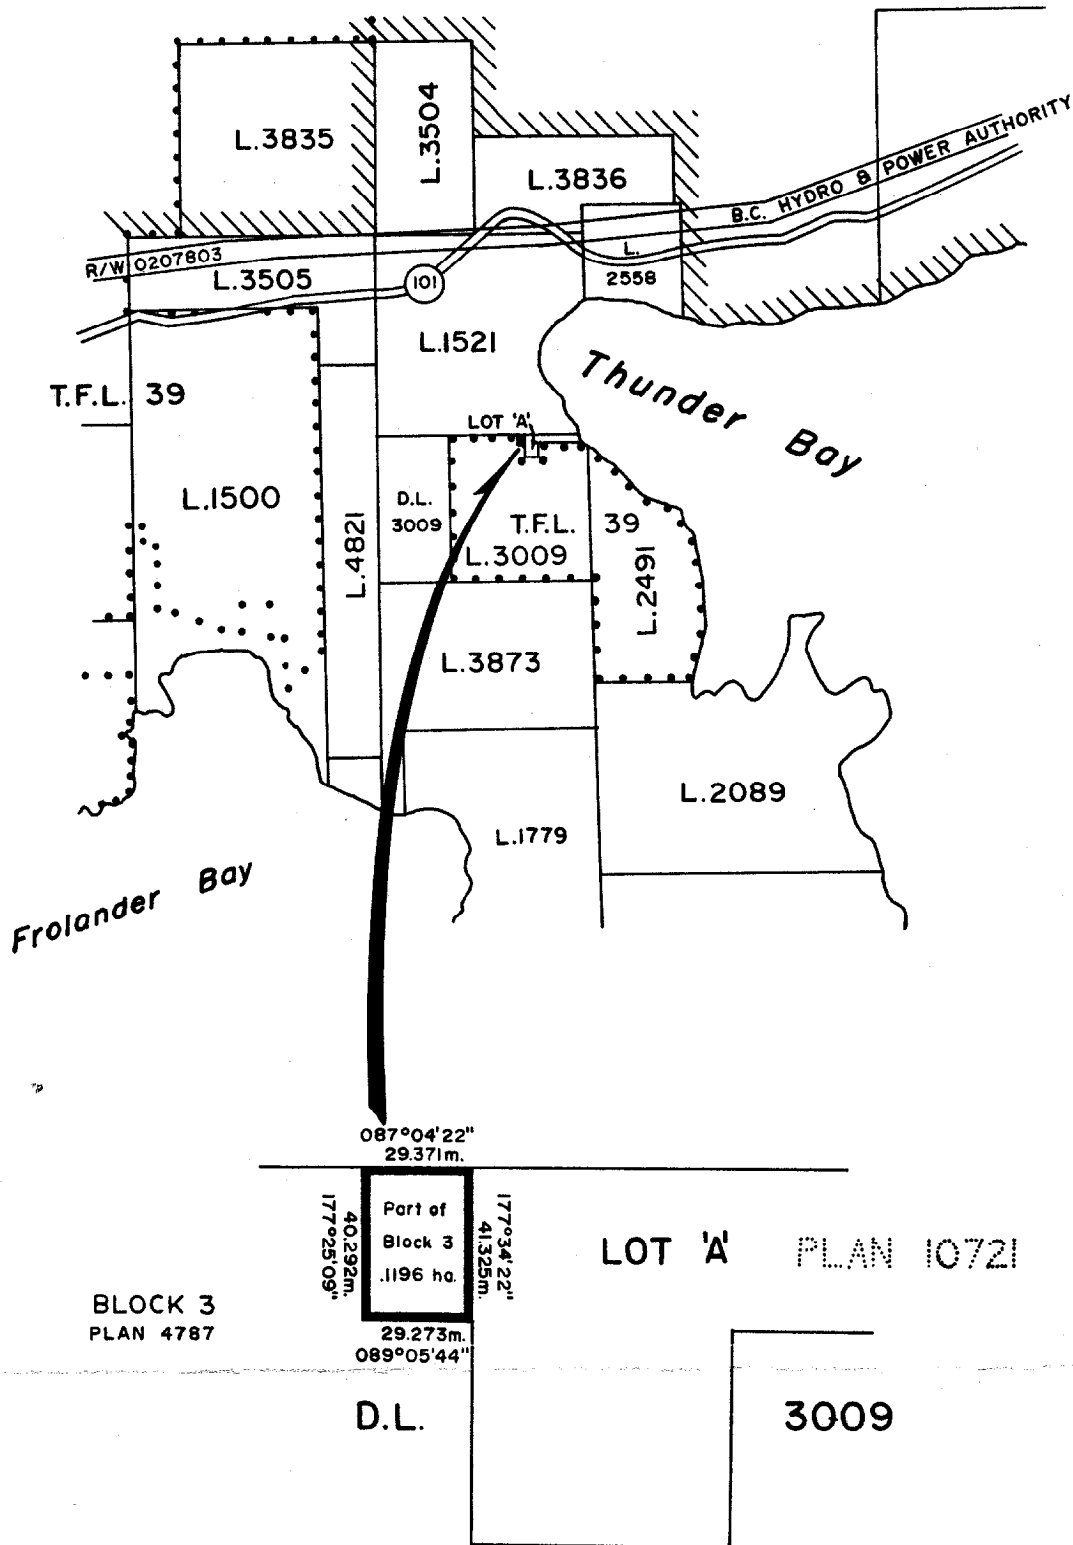 L.3835
L.3504
L.3836
B.C. HYDRO & POWER AUTHORITY
R/W 0207803
L.3505
101
L.
2558
L.1521
Thunder Bay
T.F.L. 39
LOT 'A'
L.1500
D.L.
3009
T.F.L. 39
L.3009
L.4821
L.2491
L.3873
L.2089
L.1779
Frolander Bay
087°04'22"
29.371m.
177°25'09"
40.292m.
Part of
Block 3
.1196 ha.
177°34'22"
41.325m.
LOT 'A' PLAN 10721
BLOCK 3
PLAN 4787
29.273m.
089°05'44"
D.L. 3009